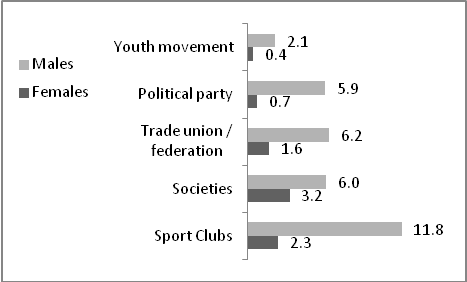 Youth movement
2.1
0.4
Males
Females
Political party
5.9
0.7
Trade union /
federation
6.2
1.6
Societies
6.0
3.2
Sport Clubs
11.8
2.3